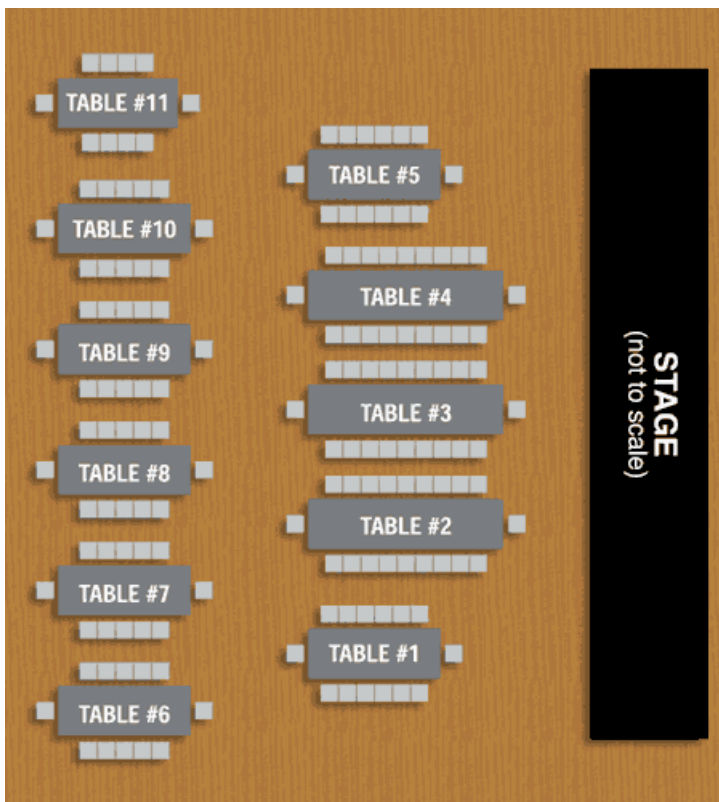 TABLE #11
TABLE #10
TABLE #9
TABLE #8
TABLE #7
TABLE #6
TABLE #5
TABLE #4
TABLE #3
TABLE #2
TABLE #1
STAGE
(not to scale)